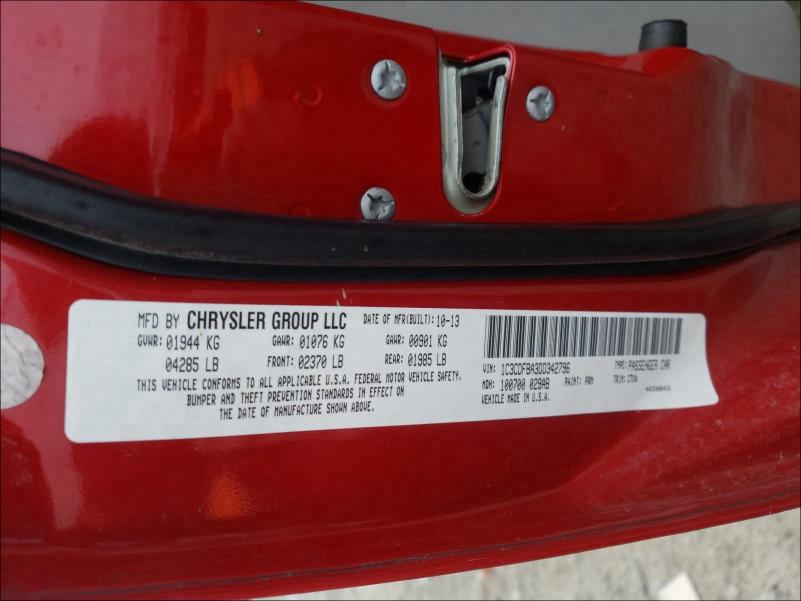 MFD BY CHRYSLER GROUP LLC DATE OF MFR(BUILT): 10-13
GVWR: 01944 KG GAWR: 01076 KG GAWR: 00901 KG
04285 LB FRONT: 02370 LB REAR: 01985 LB
THIS VEHICLE CONFORMS TO ALL APPLICABLE U.S.A. FEDERAL MOTOR VEHICLE SAFETY,
BUMPER AND THEFT PREVENTION STANDARDS IN EFFECT ON
THE DATE OF MANUFACTURE SHOWN ABOVE.
VIN: 1C3CDFBA3DD342796 TYPE: PASSENGER CAR
MDH: 100700 029AB PAINT: PRM TRIM:
VEHICLE MADE IN U.S.A.